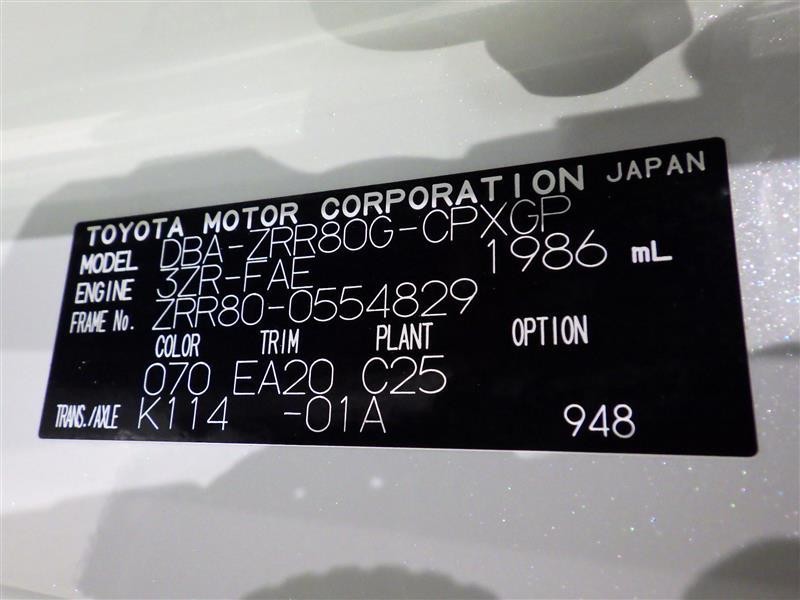 TOYOTA MOTOR CORPORATION JAPAN
MODEL DBA-ZRR80G-CPXGP
ENGINE 3ZR-FAE 1986 mL
FRAME No. ZRR80-0554829
COLOR TRIM PLANT OPTION
070 EA20 C25
TRANS./AXLE K114 -01A 948